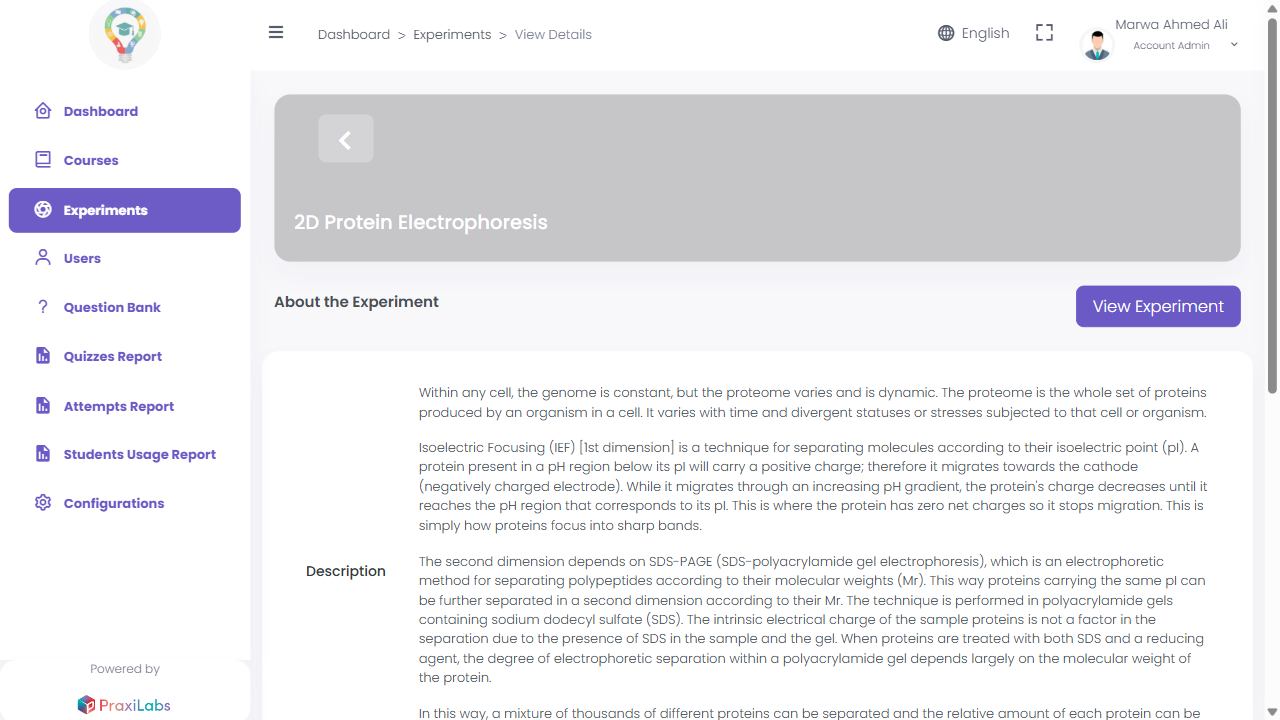 Dashboard > Experiments > View Details
English
Marwa Ahmed Ali
Account Admin
Dashboard
Courses
Experiments
Users
Question Bank
Quizzes Report
Attempts Report
Students Usage Report
Configurations
Powered by
PraxiLabs
2D Protein Electrophoresis
About the Experiment
View Experiment
Description
Within any cell, the genome is constant, but the proteome varies and is dynamic. The proteome is the whole set of proteins
produced by an organism in a cell. It varies with time and divergent statuses or stresses subjected to that cell or organism.
Isoelectric Focusing (IEF) [1st dimension] is a technique for separating molecules according to their isoelectric point (pI). A
protein present in a pH region below its pI will carry a positive charge; therefore it migrates towards the cathode
(negatively charged electrode). While it migrates through an increasing pH gradient, the protein's charge decreases until it
reaches the pH region that corresponds to its pI. This is where the protein has zero net charges so it stops migration. This is
simply how proteins focus into sharp bands.
The second dimension depends on SDS-PAGE (SDS-polyacrylamide gel electrophoresis), which is an electrophoretic
method for separating polypeptides according to their molecular weights (Mr). This way proteins carrying the same pI can
be further separated in a second dimension according to their Mr. The technique is performed in polyacrylamide gels
containing sodium dodecyl sulfate (SDS). The intrinsic electrical charge of the sample proteins is not a factor in the
separation due to the presence of SDS in the sample and the gel. When proteins are treated with both SDS and a reducing
agent, the degree of electrophoretic separation within a polyacrylamide gel depends largely on the molecular weight of
the protein.
In this way, a mixture of thousands of different proteins can be separated and the relative amount of each protein can be